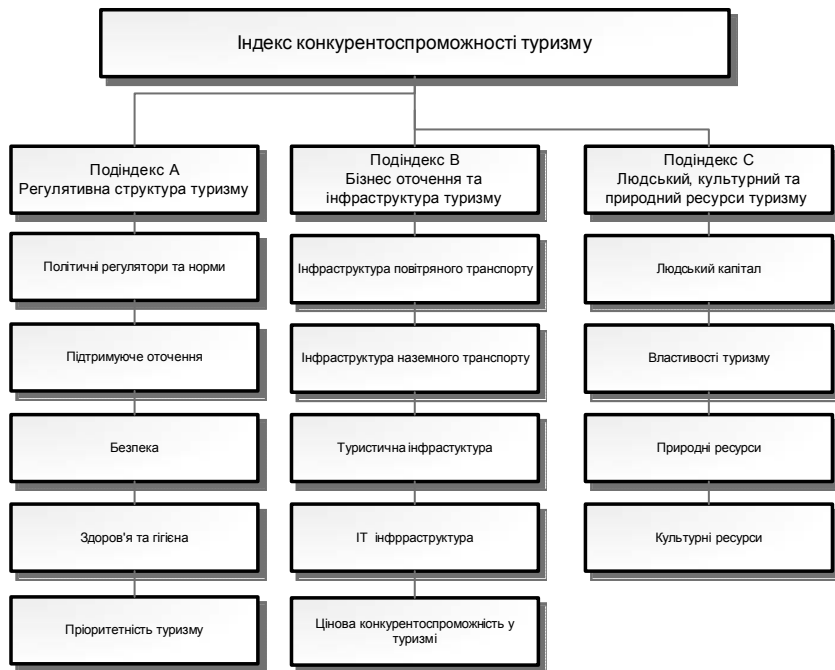 Індекс конкурентоспроможності туризму
Подіндекс А
Регулятивна структура туризму
Політичні регулятори та норми
Підтримуюче оточення
Безпека
Здоров'я та гігієна
Пріоритетність туризму
Подіндекс В
Бізнес оточення та
інфраструктура туризму
Інфраструктура повітряного транспорту
Інфраструктура наземного транспорту
Туристична інфрастуктура
ІТ інфрраструктура
Цінова конкурентоспроможність у
туризмі
Подіндекс С
Людський, культурний та
природний ресурси туризму
Людський капітал
Властивості туризму
Природні ресурси
Культурні ресурси